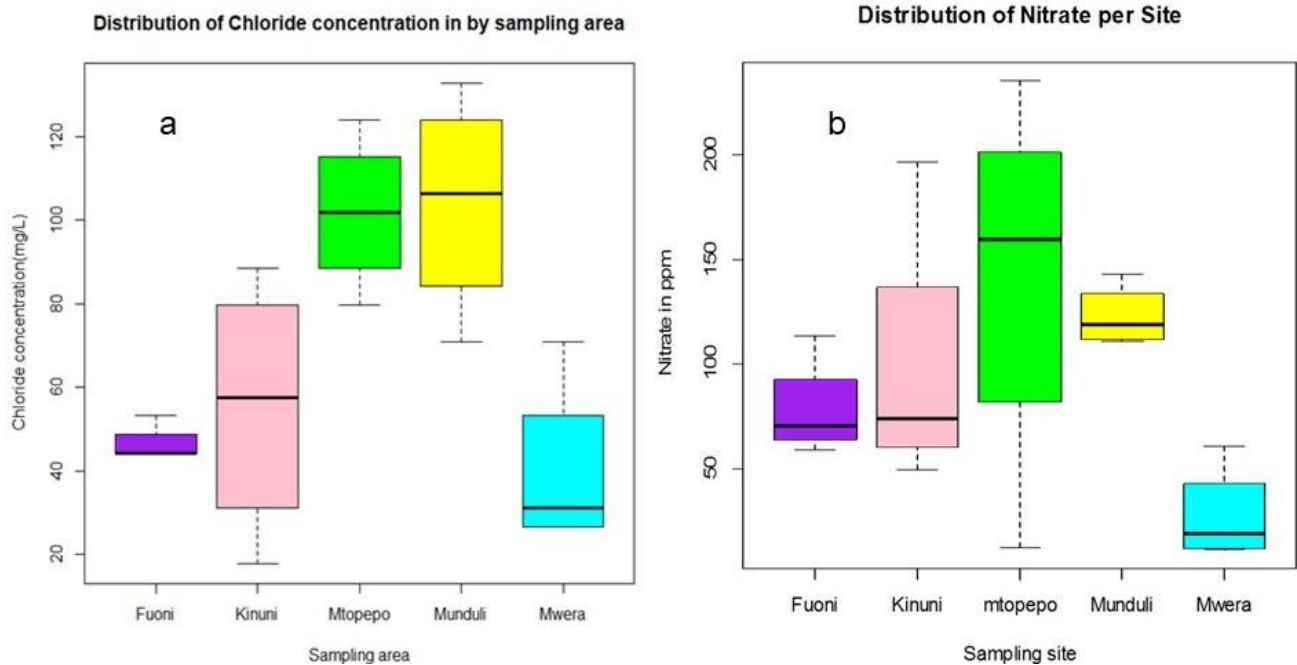 Distribution of Chloride concentration in by sampling area
a
Chloride concentration(mg/L)
120
100
80
60
40
20
Fuoni Kinuni Mtopepo Munduli Mwera
Sampling area
Distribution of Nitrate per Site
b
Nitrate in ppm
200
150
100
50
Fuoni Kinuni mtopepo Munduli Mwera
Sampling site